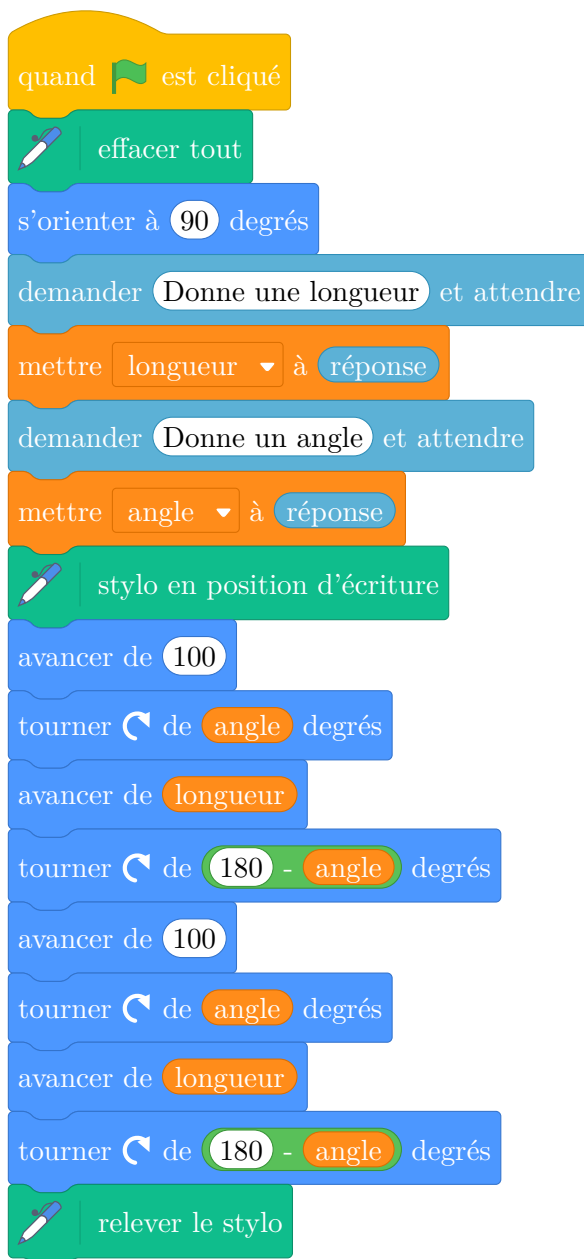 quand est cliqué
effacer tout
s'orienter à 90 degrés
demander Donne une longueur et attendre
mettre longueur à réponse
demander Donne un angle et attendre
mettre angle à réponse
stylo en position d'écriture
avancer de 100
tourner de angle degrés
avancer de longueur
tourner de 180 - angle degrés
avancer de 100
tourner de angle degrés
avancer de longueur
tourner de 180 - angle degrés
relever le stylo